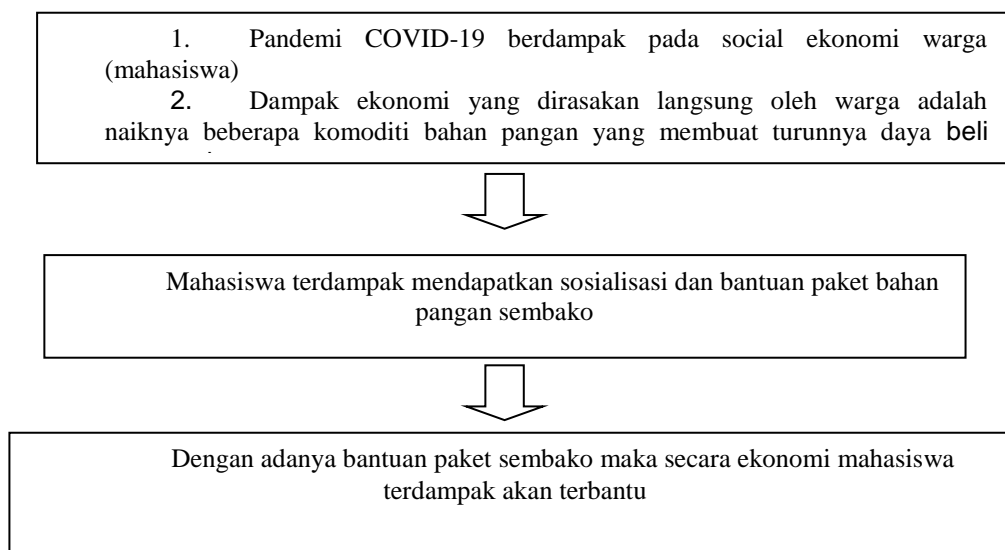 1. Pandemi COVID-19 berdampak pada social ekonomi warga
(mahasiswa)
2. Dampak ekonomi yang dirasakan langsung oleh warga adalah
naiknya beberapa komoditi bahan pangan yang membuat turunnya daya beli
Mahasiswa terdampak mendapatkan sosialisasi dan bantuan paket bahan
pangan sembako
Dengan adanya bantuan paket sembako maka secara ekonomi mahasiswa
terdampak akan terbantu